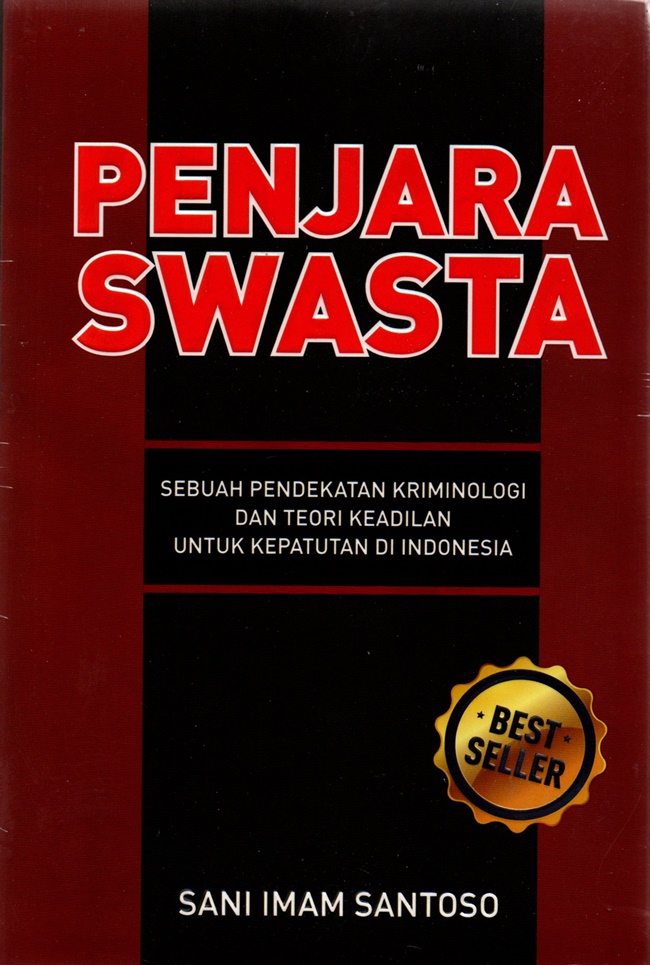 PENJARA
SWASTA
SEBUAH PENDEKATAN KRIMINOLOGI
DAN TEORI KEADILAN
UNTUK KEPATUTAN DI INDONESIA
BEST
SELLER
SANI IMAM SANTOSO